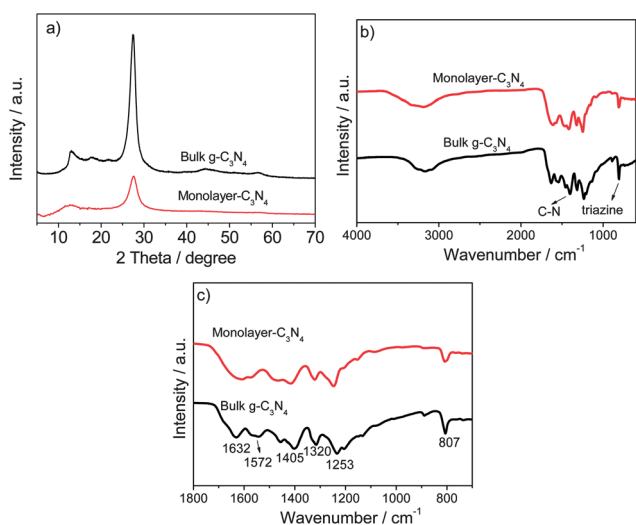 a)
Intensity / a.u.
Bulk g-C₃N₄
Monolayer-C₃N₄
10 20 30 40 50 60 70
2 Theta / degree
b)
Intensity / a.u.
Monolayer-C₃N₄
Bulk g-C₃N₄
C-N
triazine
4000 3000 2000 1000
Wavenumber / cm⁻¹
c)
Intensity / a.u.
Monolayer-C₃N₄
Bulk g-C₃N₄
1632
1572
1405
1320
1253
807
1800 1600 1400 1200 1000 800
Wavenumber / cm⁻¹